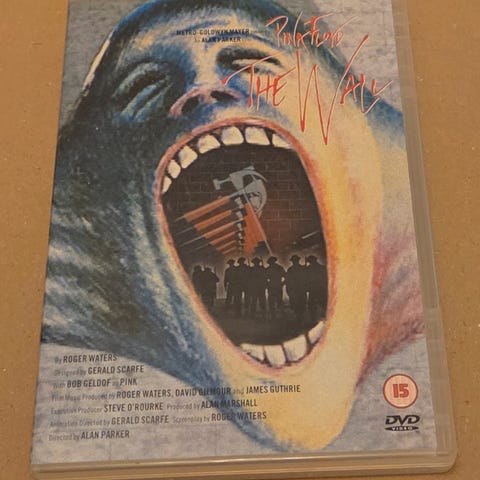 METRO-GOLDWYN-MAYER
by ALAN PARKER
PINK FLOYD
THE WALL
By ROGER WATERS
Designed by GERALD SCARFE
With BOB GELDOF as PINK
Film Music Produced by ROGER WATERS, DAVID GILMOUR and JAMES GUTHRIE
Executive Producer STEVE O'ROURKE Produced by ALAN MARSHALL
Animation Directed by GERALD SCARFE Screenplay by ROGER WATERS
Directed by ALAN PARKER
15
DVD
VIDEO